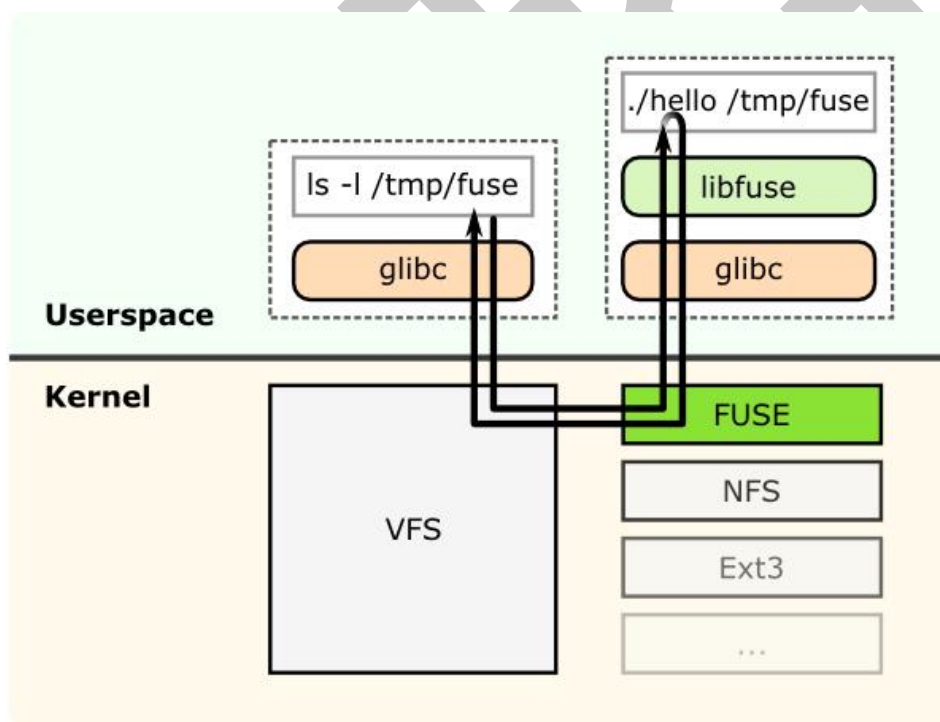 ./hello /tmp/fuse
ls -l /tmp/fuse
libfuse
glibc
glibc
Userspace
Kernel
FUSE
NFS
VFS
Ext3
...